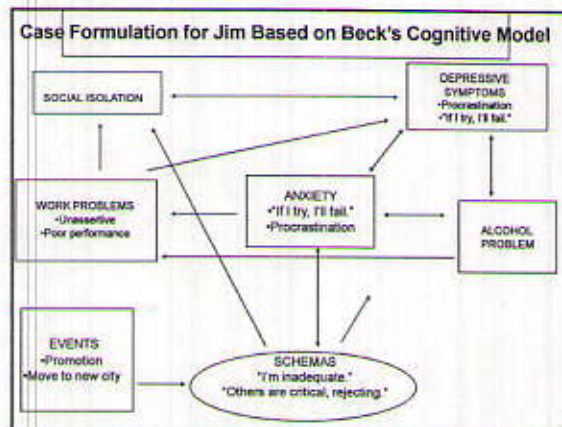 Case Formulation for Jim Based on Beck's Cognitive Model
SOCIAL ISOLATION
DEPRESSIVE
SYMPTOMS
•Procrastination
•"If I try, I'll fail."
WORK PROBLEMS
•Unassertive
•Poor performance
ANXIETY
•"If I try, I'll fail."
•Procrastination
ALCOHOL
PROBLEM
EVENTS
•Promotion
•Move to new city
SCHEMAS
"I'm inadequate."
"Others are critical, rejecting."